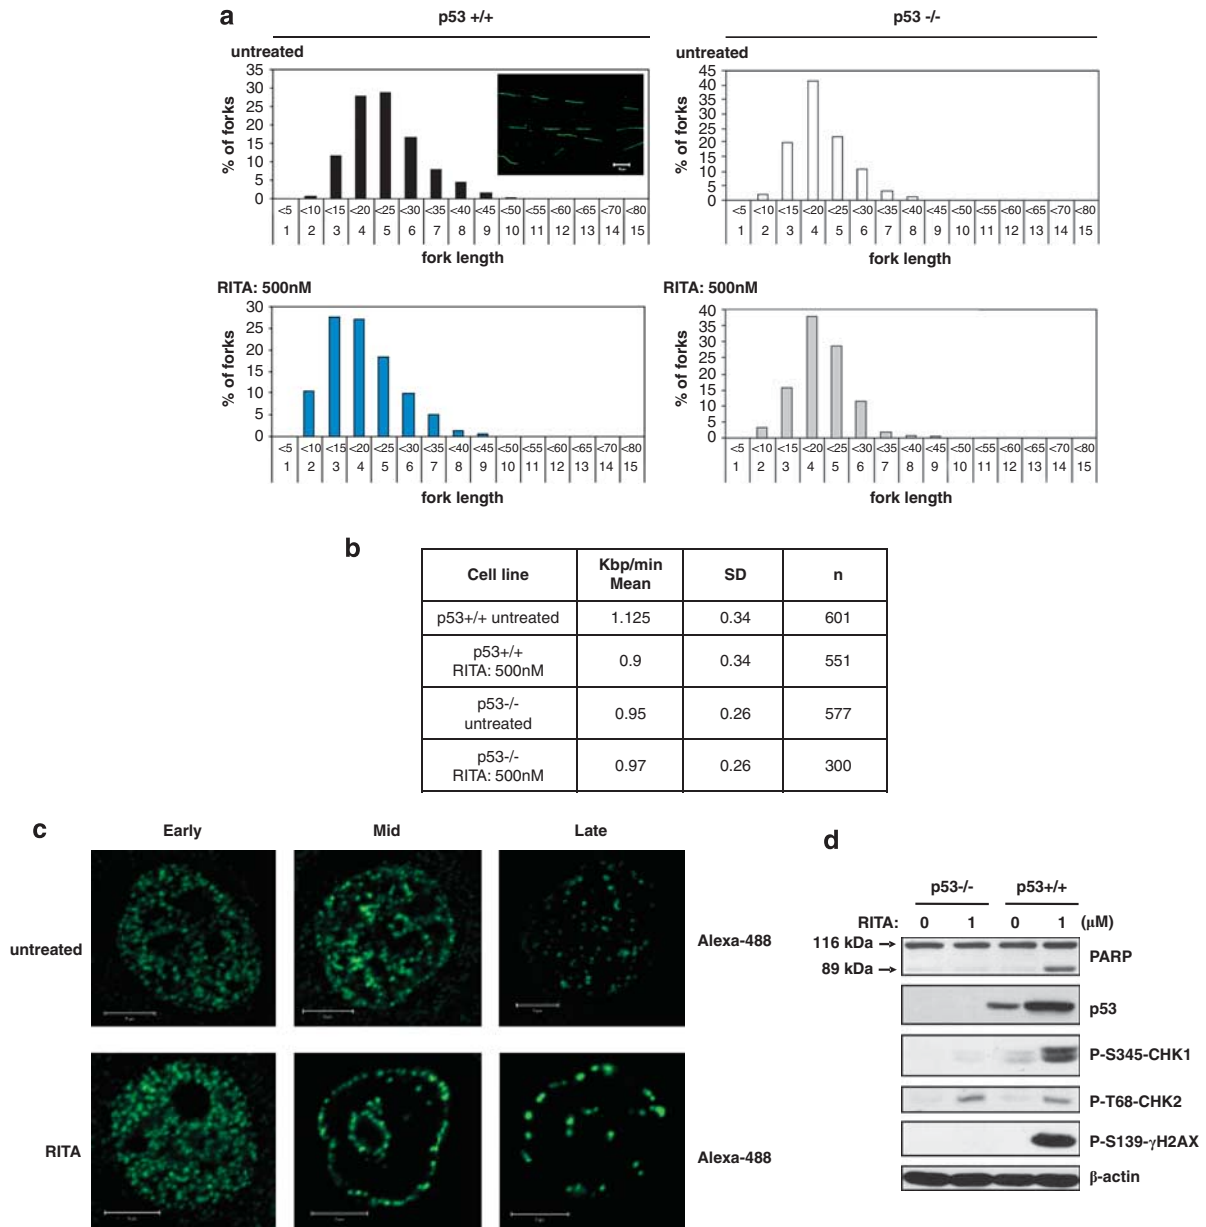 a
p53 +/+
p53 -/-
untreated
% of forks
35
30
25
20
15
10
5
0
<5 <10 <15 <20 <25 <30 <35 <40 <45 <50 <55 <60 <65 <70 <80
1 2 3 4 5 6 7 8 9 10 11 12 13 14 15
fork length
untreated
% of forks
45
40
35
30
25
20
15
10
5
0
<5 <10 <15 <20 <25 <30 <35 <40 <45 <50 <55 <60 <65 <70 <80
1 2 3 4 5 6 7 8 9 10 11 12 13 14 15
fork length
RITA: 500nM
% of forks
30
25
20
15
10
5
0
<5 <10 <15 <20 <25 <30 <35 <40 <45 <50 <55 <60 <65 <70 <80
1 2 3 4 5 6 7 8 9 10 11 12 13 14 15
fork length
RITA: 500nM
% of forks
40
35
30
25
20
15
10
5
0
<5 <10 <15 <20 <25 <30 <35 <40 <45 <50 <55 <60 <65 <70 <80
1 2 3 4 5 6 7 8 9 10 11 12 13 14 15
fork length
b
Cell line Kbp/min Mean SD n
p53+/+ untreated 1.125 0.34 601
p53+/+ RITA: 500nM 0.9 0.34 551
p53-/- untreated 0.95 0.26 577
p53-/- RITA: 500nM 0.97 0.26 300
c
Early Mid Late
untreated
Alexa-488
RITA
Alexa-488
d
p53-/- p53+/+
RITA: 0 1 0 1 (μM)
116 kDa → PARP
89 kDa →
p53
P-S345-CHK1
P-T68-CHK2
P-S139-γH2AX
β-actin